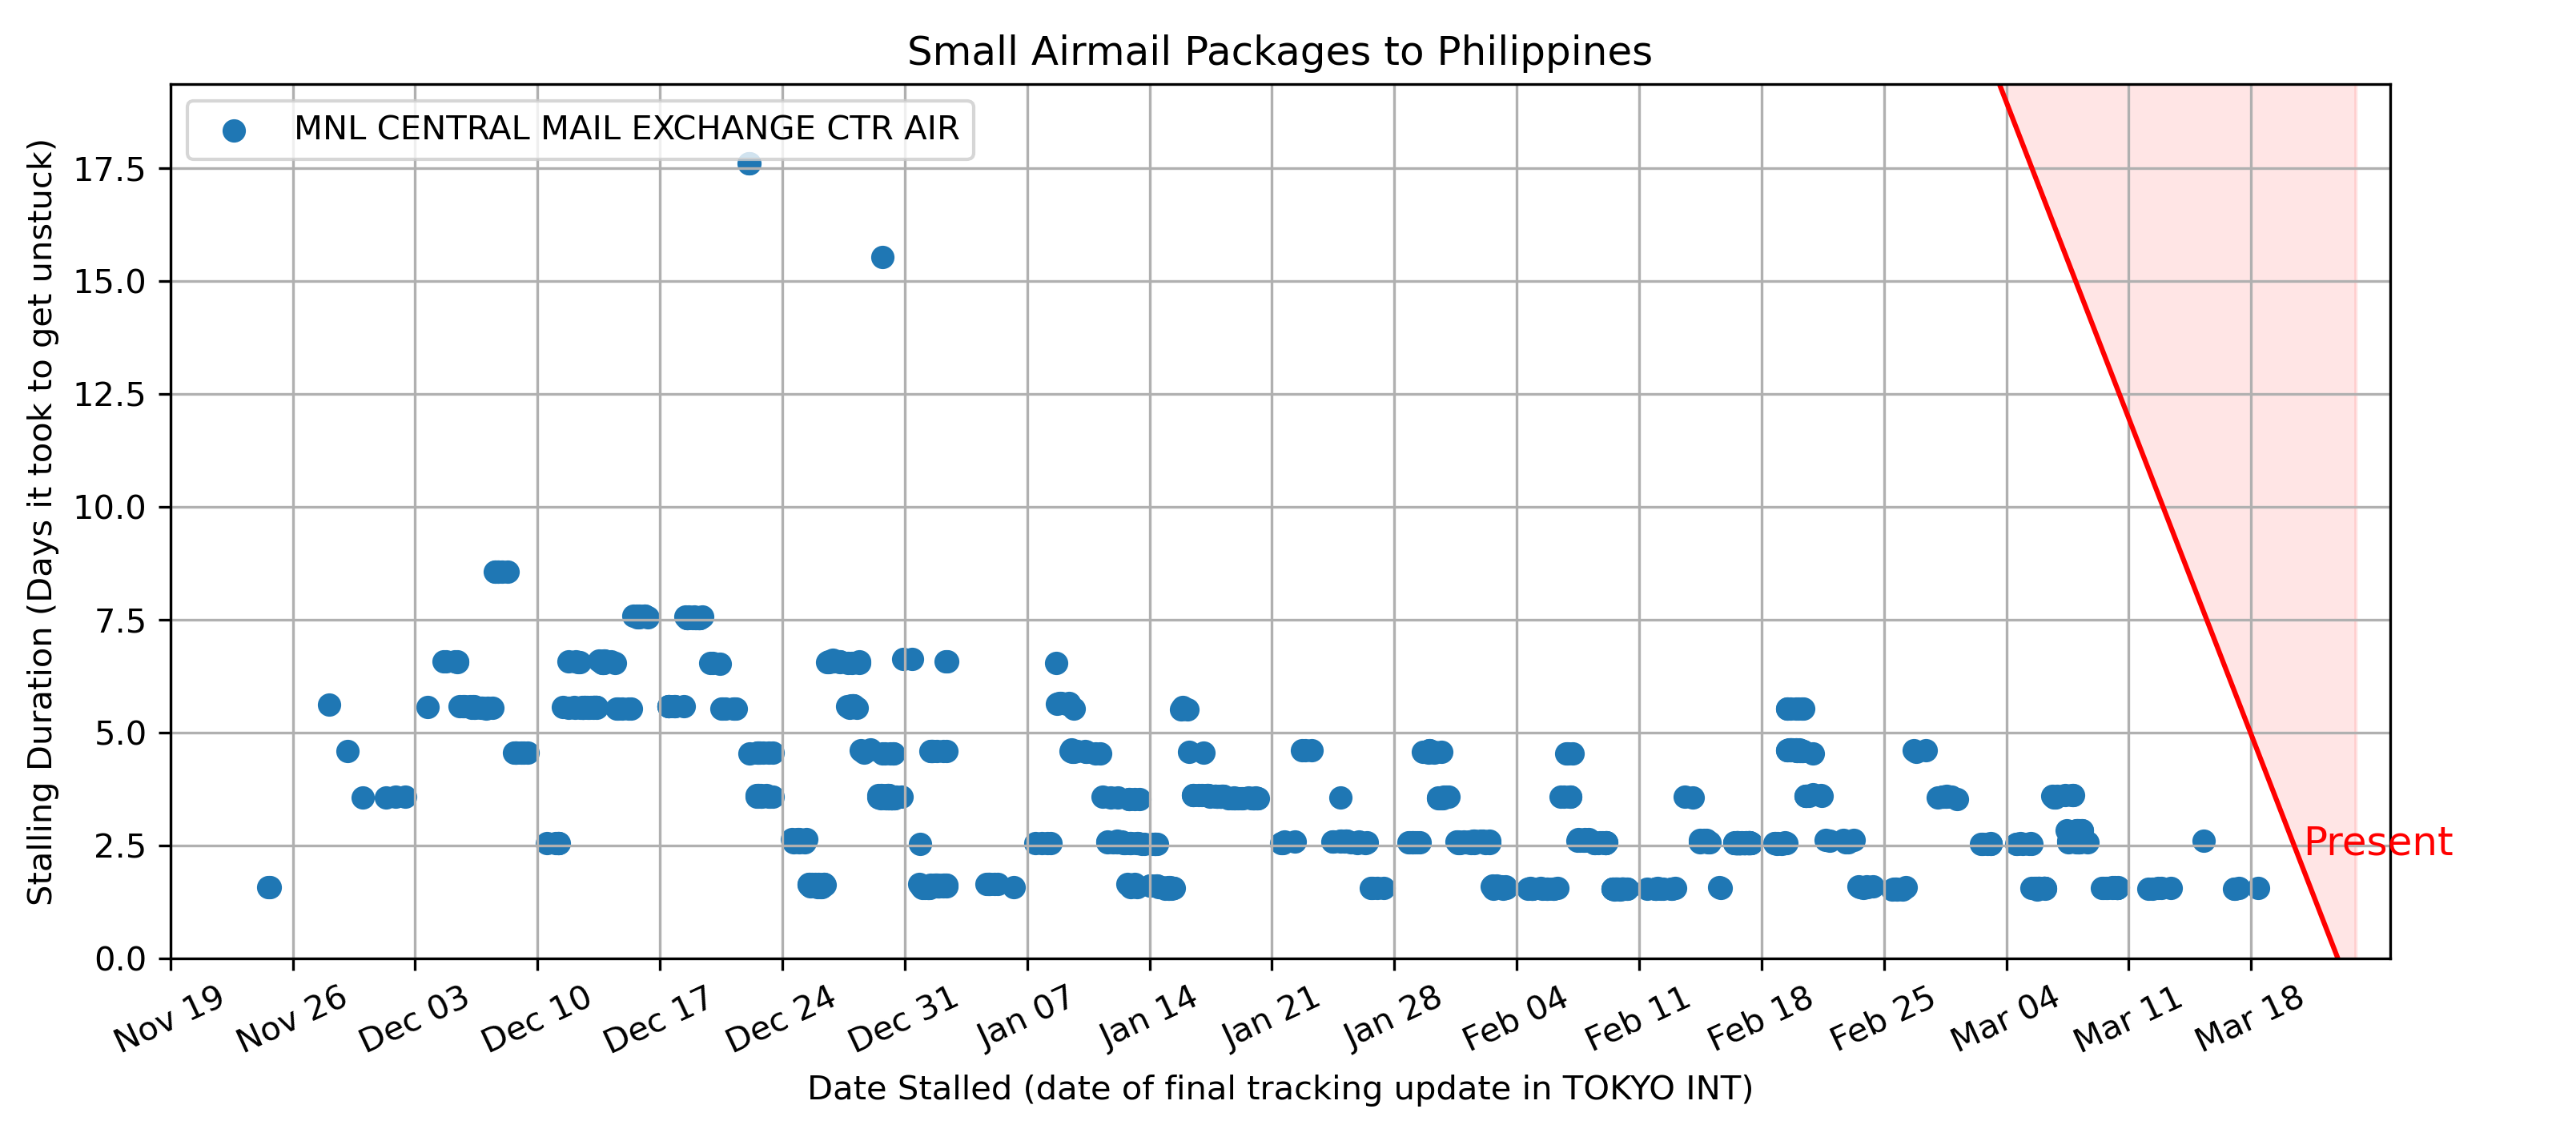 Small Airmail Packages to Philippines
MNL CENTRAL MAIL EXCHANGE CTR AIR
Stalling Duration (Days it took to get unstuck)
17.5
15.0
12.5
10.0
7.5
5.0
2.5
0.0
Present
Nov 19 Nov 26 Dec 03 Dec 10 Dec 17 Dec 24 Dec 31 Jan 07 Jan 14 Jan 21 Jan 28 Feb 04 Feb 11 Feb 18 Feb 25 Mar 04 Mar 11 Mar 18
Date Stalled (date of final tracking update in TOKYO INT)